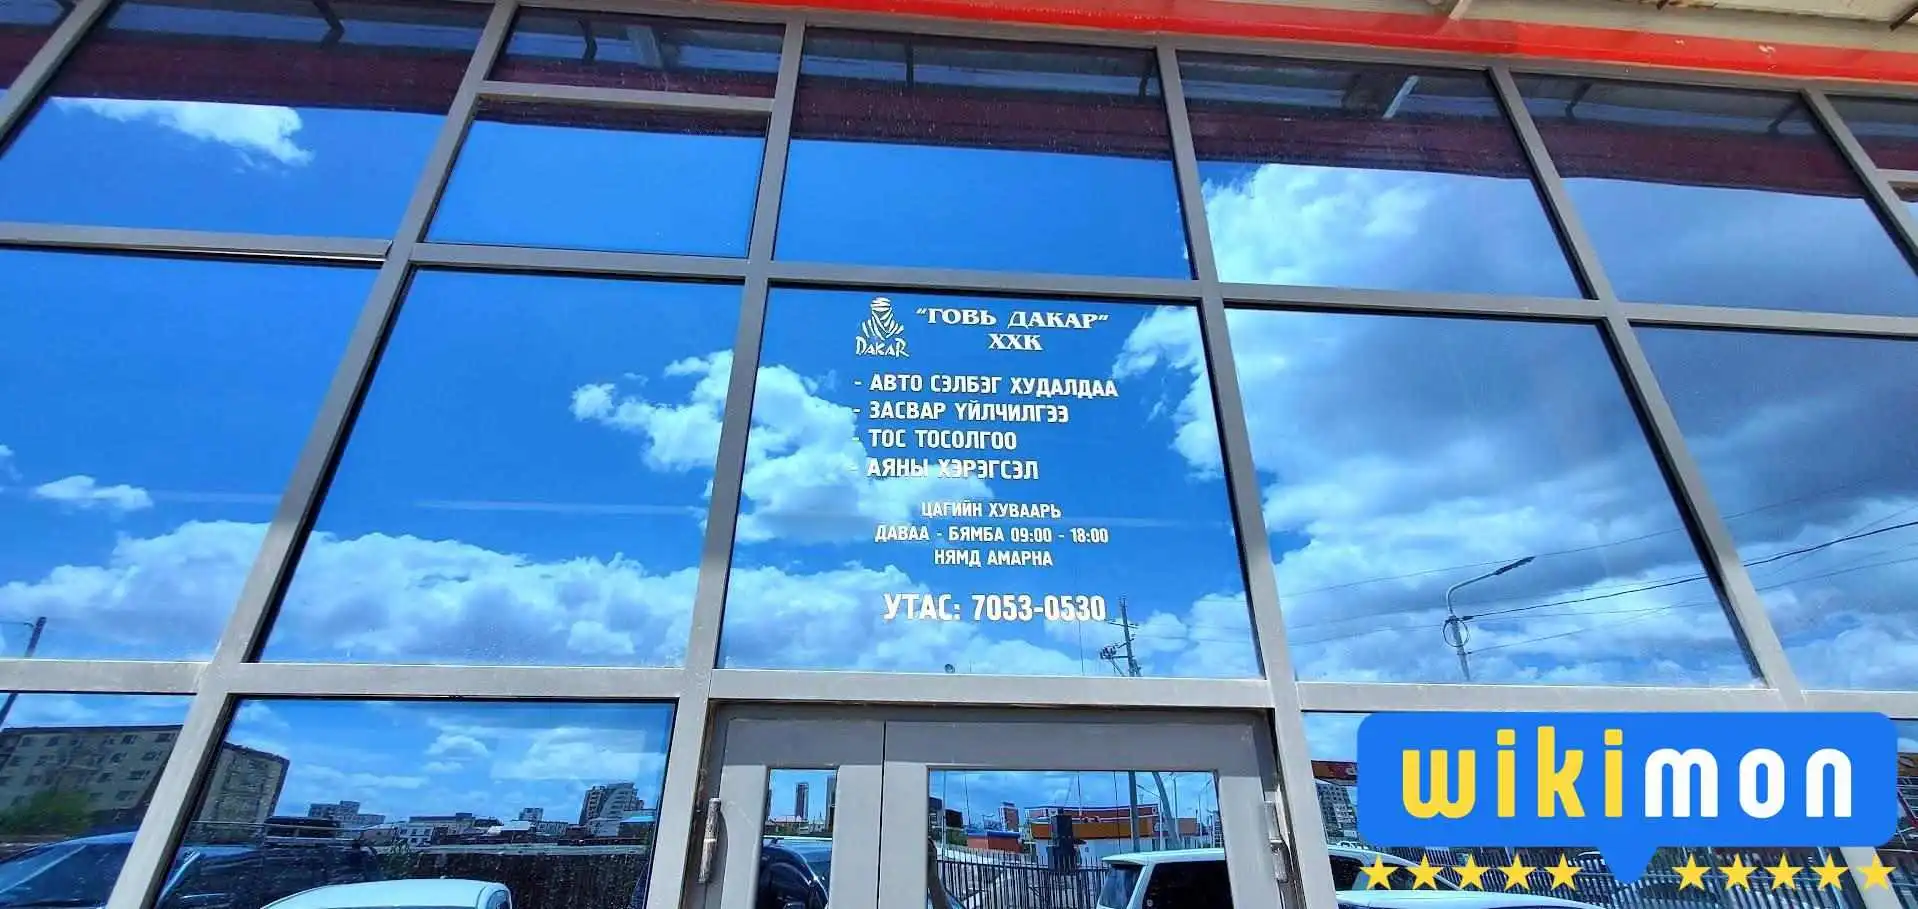 DAKAR
"ГОВЬ ДАКАР"
ХХК
- АВТО СЭЛБЭГ ХУДАЛДАА
- ЗАСВАР ҮЙЛЧИЛГЭЭ
- ТОС ТОСОЛГОО
- АЯНЫ ХЭРЭГСЭЛ
ЦАГИЙН ХУВААРЬ
ДАВАА - БЯМБА 09:00 - 18:00
НЯМД АМАРНА
УТАС: 7053-0530
wikimon